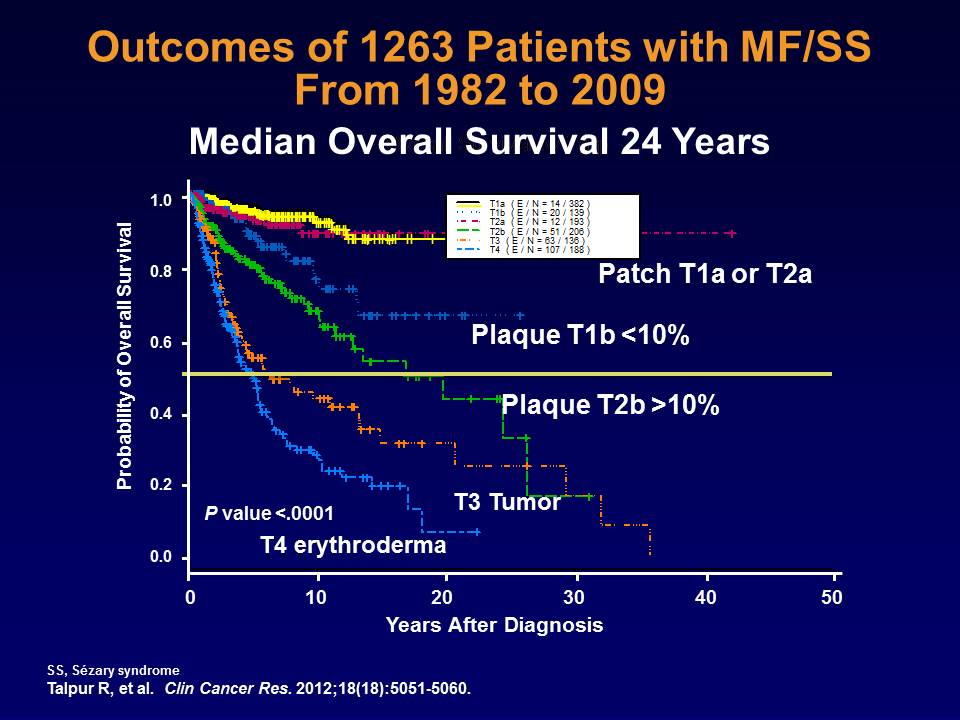 Outcomes of 1263 Patients with MF/SS
From 1982 to 2009
Median Overall Survival 24 Years
Probability of Overall Survival
1.0
0.8
0.6
0.4
0.2
0.0
T1a ( E / N = 14 / 382 )
T1b ( E / N = 20 / 139 )
T2a ( E / N = 12 / 193 )
T2b ( E / N = 51 / 206 )
T3 ( E / N = 63 / 136 )
T4 ( E / N = 107 / 188 )
Patch T1a or T2a
Plaque T1b <10%
Plaque T2b >10%
T3 Tumor
P value <.0001
T4 erythroderma
0 10 20 30 40 50
Years After Diagnosis
SS, Sézary syndrome
Talpur R, et al. Clin Cancer Res. 2012;18(18):5051-5060.